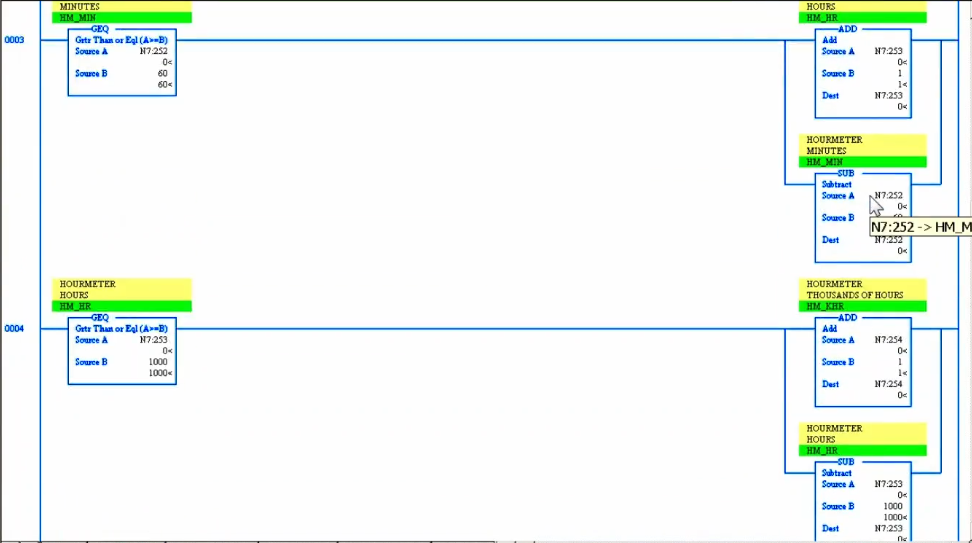 MINUTES
HM_MIN
GEQ
Grtr Than or Eql (A>=B)
Source A N7:252
0<
Source B 60
60<
0003
HOURS
HM_HR
ADD
Add
Source A N7:253
0<
Source B 1
1<
Dest N7:253
0<
HOURMETER
MINUTES
HM_MIN
SUB
Subtract
Source A N7:252
0<
Source B
N7:252 -> HM_M
Dest N7:252
0<
HOURMETER
HOURS
HM_HR
GEQ
Grtr Than or Eql (A>=B)
Source A N7:253
0<
Source B 1000
1000<
0004
HOURMETER
THOUSANDS OF HOURS
HM_KHR
ADD
Add
Source A N7:254
0<
Source B 1
1<
Dest N7:254
0<
HOURMETER
HOURS
HM_HR
SUB
Subtract
Source A N7:253
0<
Source B 1000
1000<
Dest N7:253
0<